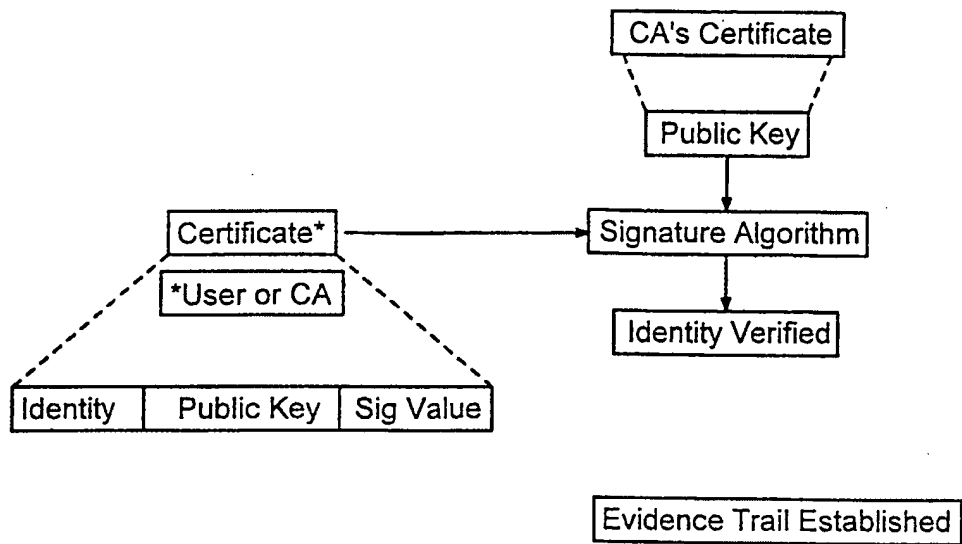 CA's Certificate
Public Key
Certificate*
Signature Algorithm
*User or CA
Identity Verified
Identity Public Key Sig Value
Evidence Trail Established